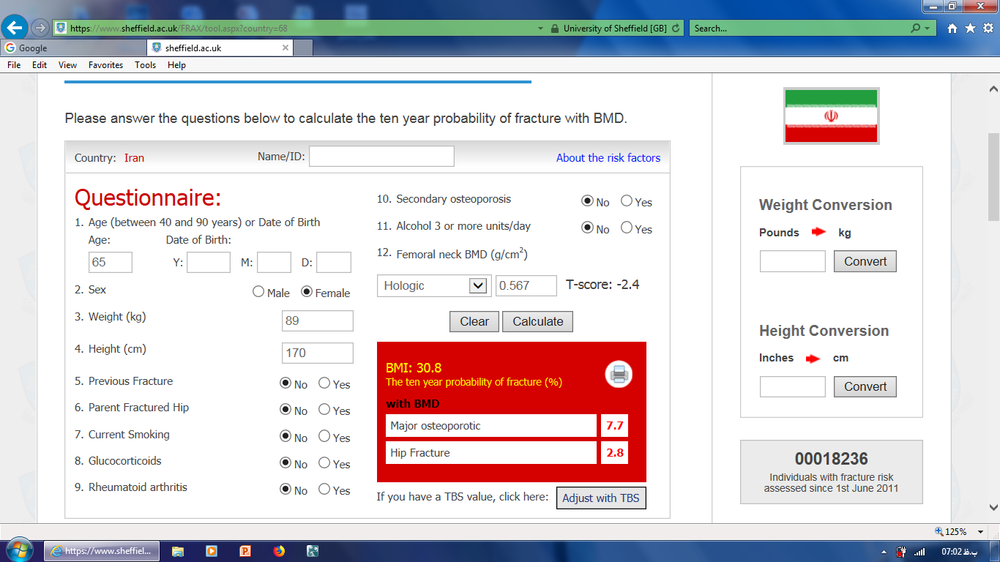 https://www.sheffield.ac.uk/FRAX/tool.aspx?country=68
University of Sheffield [GB]
Search...
Google
sheffield.ac.uk
File Edit View Favorites Tools Help
Please answer the questions below to calculate the ten year probability of fracture with BMD.
Country: Iran
Name/ID:
About the risk factors
Questionnaire:
1. Age (between 40 and 90 years) or Date of Birth
Age: Date of Birth:
65 Y: M: D:
2. Sex Male Female
3. Weight (kg) 89
4. Height (cm) 170
5. Previous Fracture No Yes
6. Parent Fractured Hip No Yes
7. Current Smoking No Yes
8. Glucocorticoids No Yes
9. Rheumatoid arthritis No Yes
10. Secondary osteoporosis No Yes
11. Alcohol 3 or more units/day No Yes
12. Femoral neck BMD (g/cm²)
Hologic 0.567 T-score: -2.4
Clear Calculate
BMI: 30.8
The ten year probability of fracture (%)
with BMD
Major osteoporotic 7.7
Hip Fracture 2.8
If you have a TBS value, click here: Adjust with TBS
Weight Conversion
Pounds kg
Convert
Height Conversion
Inches cm
Convert
00018236
Individuals with fracture risk
assessed since 1st June 2011
125%
https://www.sheffiel...
07:02 ب.ظ